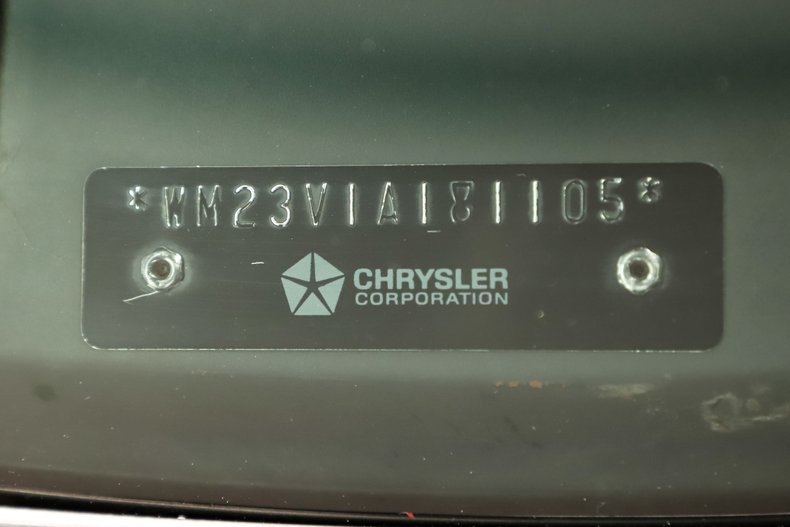 *WM23V1A181105*
CHRYSLER
CORPORATION